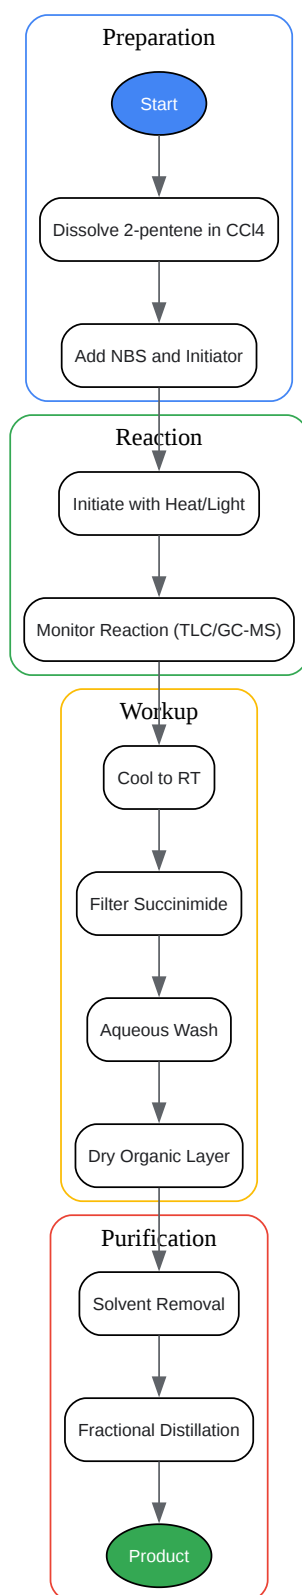 Preparation
Start
Dissolve 2-pentene in CCl4
Add NBS and Initiator
Reaction
Initiate with Heat/Light
Monitor Reaction (TLC/GC-MS)
Workup
Cool to RT
Filter Succinimide
Aqueous Wash
Dry Organic Layer
Purification
Solvent Removal
Fractional Distillation
Product